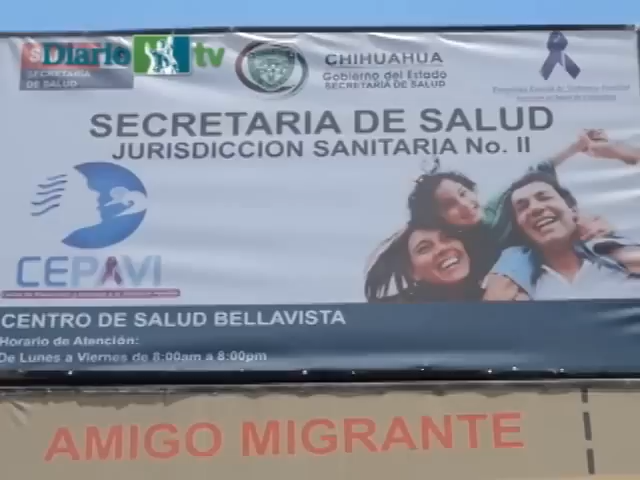 Diario tv
SECRETARIA
DE SALUD
CHIHUAHUA
Gobierno del Estado
SECRETARIA DE SALUD
SECRETARIA DE SALUD
JURISDICCION SANITARIA No. II
CEPAVI
CENTRO DE SALUD BELLAVISTA
Horario de Atención:
De Lunes a Viernes de 8:00am a 8:00pm
AMIGO MIGRANTE